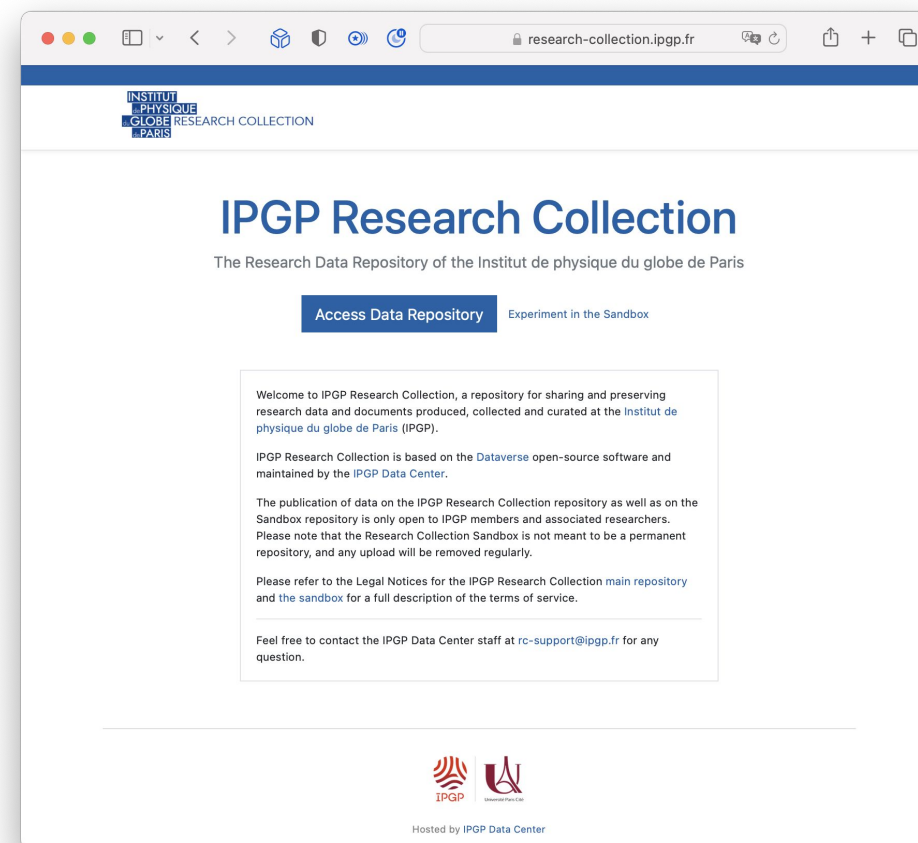 research-collection.ipgp.fr
INSTITUT
de PHYSIQUE
du GLOBE RESEARCH COLLECTION
de PARIS
IPGP Research Collection
The Research Data Repository of the Institut de physique du globe de Paris
Access Data Repository Experiment in the Sandbox
Welcome to IPGP Research Collection, a repository for sharing and preserving
research data and documents produced, collected and curated at the Institut de
physique du globe de Paris (IPGP).
IPGP Research Collection is based on the Dataverse open-source software and
maintained by the IPGP Data Center.
The publication of data on the IPGP Research Collection repository as well as on the
Sandbox repository is only open to IPGP members and associated researchers.
Please note that the Research Collection Sandbox is not meant to be a permanent
repository, and any upload will be removed regularly.
Please refer to the Legal Notices for the IPGP Research Collection main repository
and the sandbox for a full description of the terms of service.
Feel free to contact the IPGP Data Center staff at rc-support@ipgp.fr for any
question.
IPGP
Université Paris Cité
Hosted by IPGP Data Center